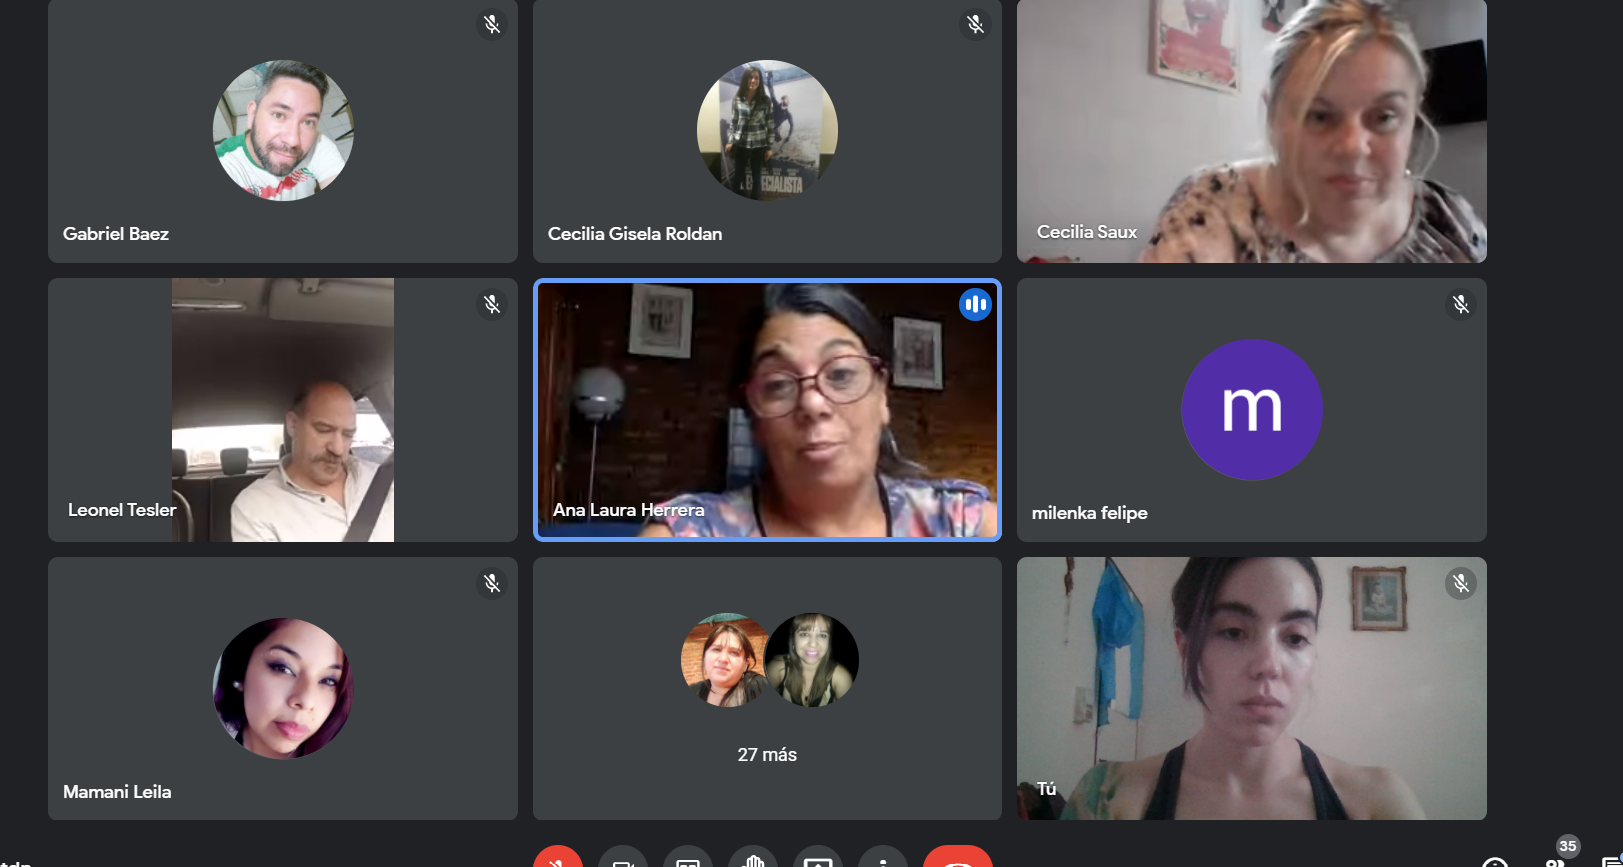 Gabriel Baez
ECIALISTA
Cecilia Gisela Roldan
Cecilia Saux
Leonel Tesler
Ana Laura Herrera
m
milenka felipe
Mamani Leila
27 más
Tú
35